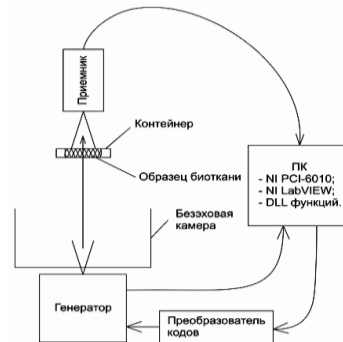 Приемник
Контейнер
Образец биоткани
ПК
- NI PCI-6010;
- NI LabVIEW;
- DLL функций.
Безэховая
камера
Генератор
Преобразователь
кодов